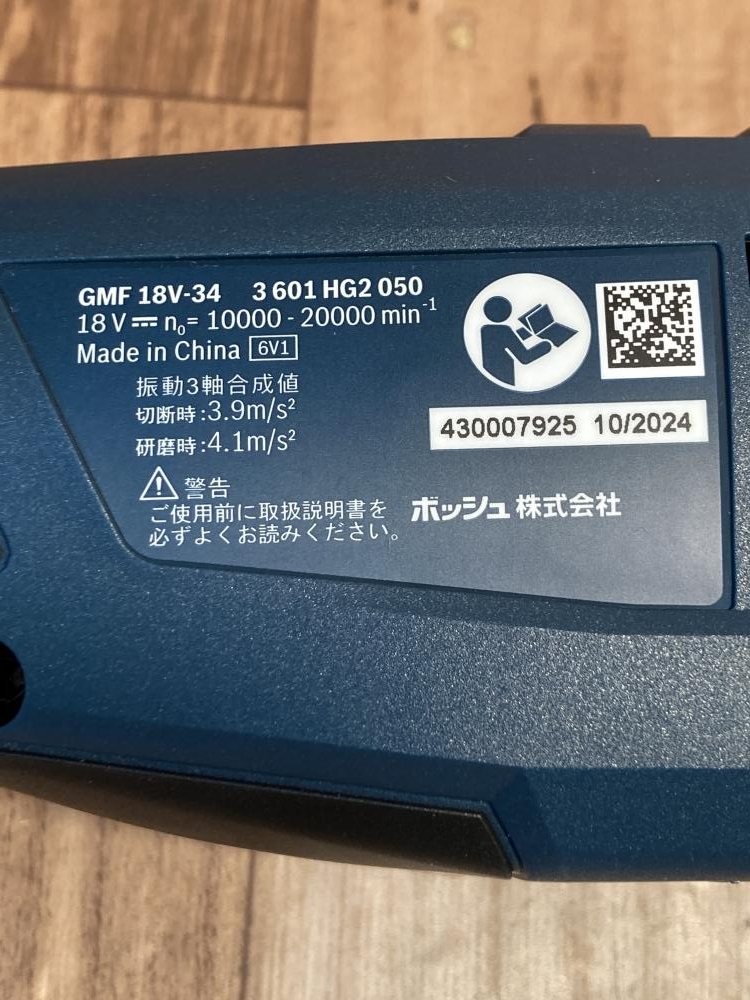 GMF 18V-34 3 601 HG2 050
18 V ⎓ n₀= 10000 - 20000 min⁻¹
Made in China 6V1
振動3軸合成値
切断時:3.9m/s²
研磨時:4.1m/s²
430007925 10/2024
警告
ご使用前に取扱説明書を
必ずよくお読みください。
ボッシュ株式会社